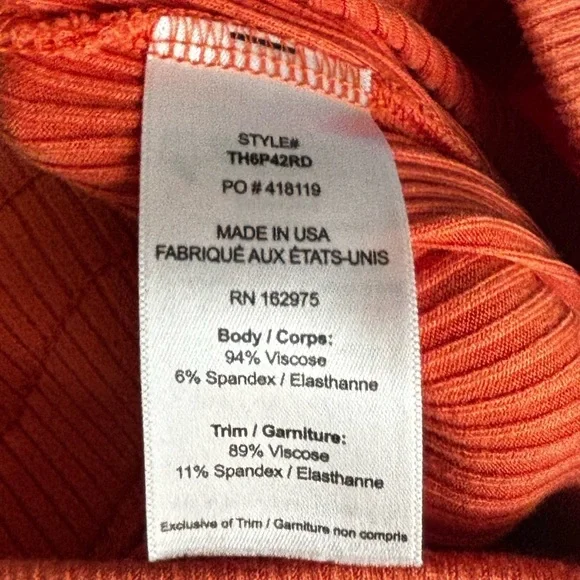 STYLE#
TH6P42RD
PO # 418119
MADE IN USA
FABRIQUÉ AUX ÉTATS-UNIS
RN 162975
Body / Corps:
94% Viscose
6% Spandex / Elasthanne
Trim / Garniture:
89% Viscose
11% Spandex / Elasthanne
Exclusive of Trim / Garniture non compris